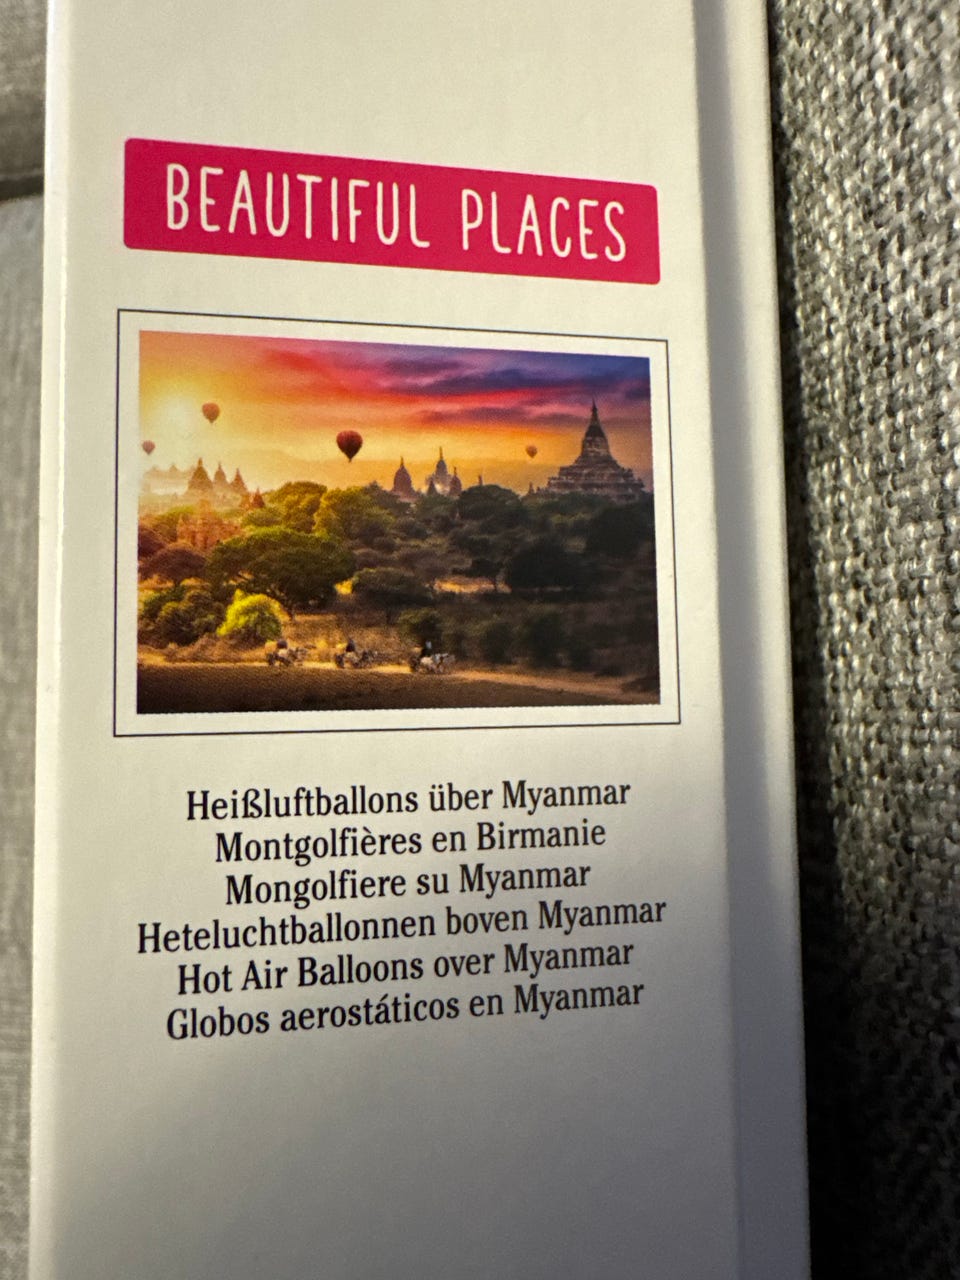 BEAUTIFUL PLACES
Heißluftballons über Myanmar
Montgolfières en Birmanie
Mongolfiere su Myanmar
Heteluchtballonnen boven Myanmar
Hot Air Balloons over Myanmar
Globos aerostáticos en Myanmar